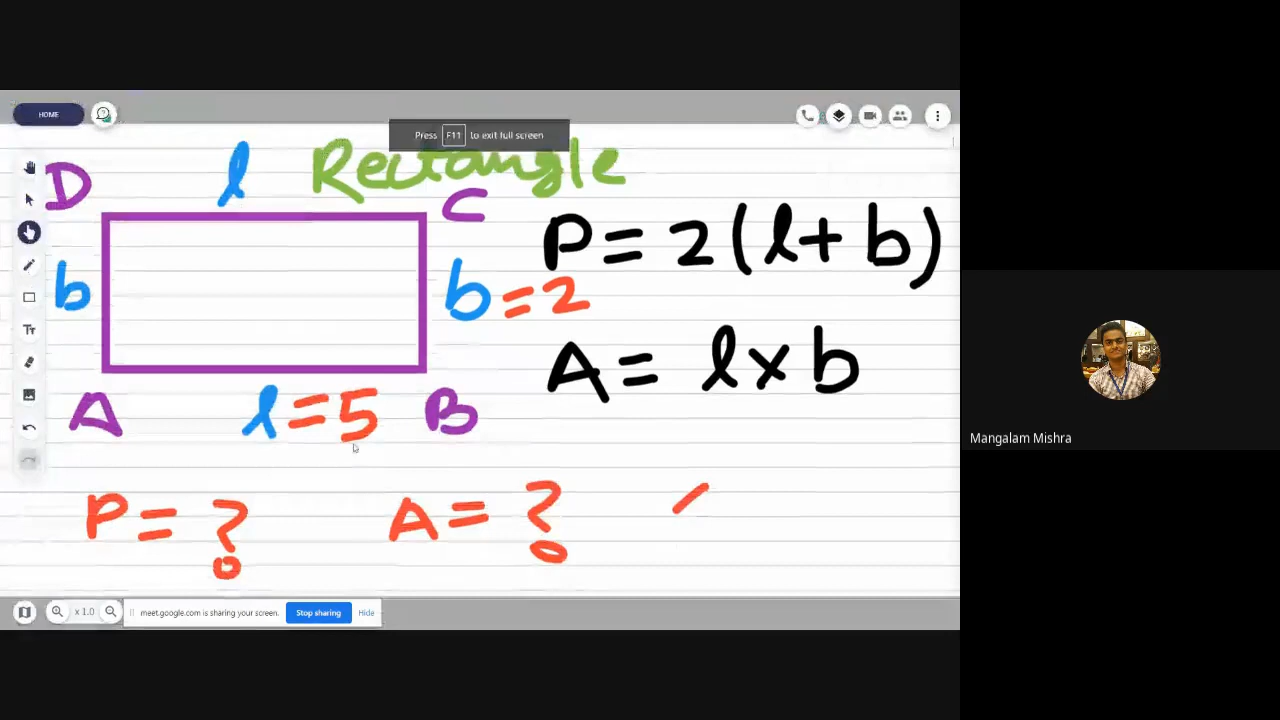 HOME
Press F11 to exit full screen
Rectangle
D
l
C
P = 2(l + b)
b
b = 2
A = l x b
A
l = 5
B
P = ?
A = ?
Tт
x 1.0
meet.google.com is sharing your screen.
Stop sharing
Hide
Mangalam Mishra